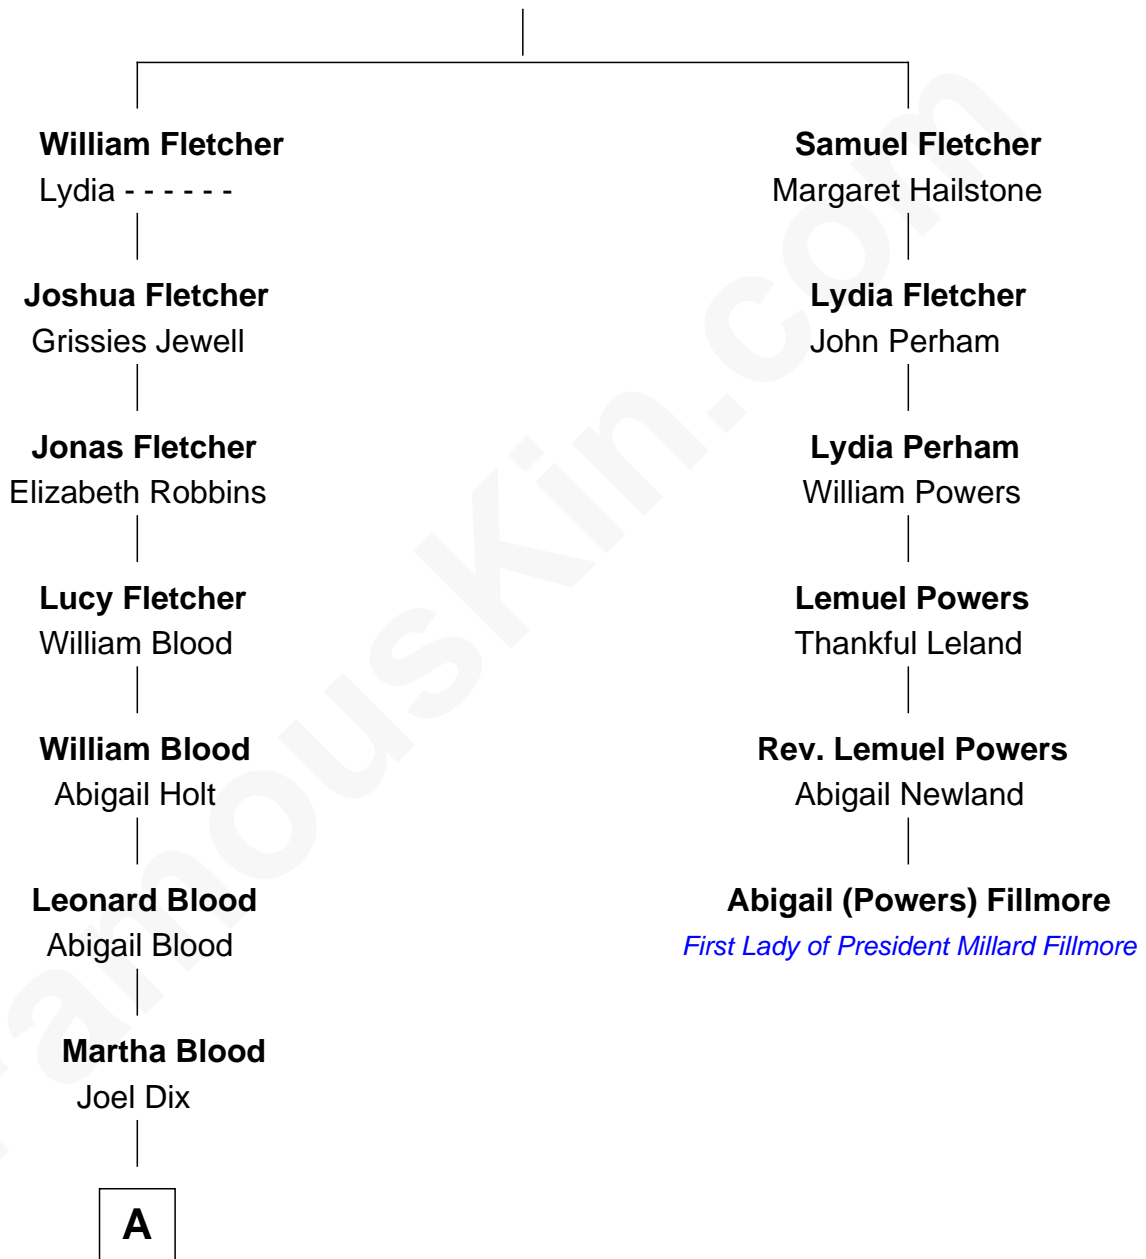 William Fletcher
Lydia - - - - - -
Joshua Fletcher
Grissies Jewell
Jonas Fletcher
Elizabeth Robbins
Lucy Fletcher
William Blood
William Blood
Abigail Holt
Leonard Blood
Abigail Blood
Martha Blood
Joel Dix
A
Samuel Fletcher
Margaret Hailstone
Lydia Fletcher
John Perham
Lydia Perham
William Powers
Lemuel Powers
Thankful Leland
Rev. Lemuel Powers
Abigail Newland
Abigail (Powers) Fillmore
First Lady of President Millard Fillmore
FamousKin.com